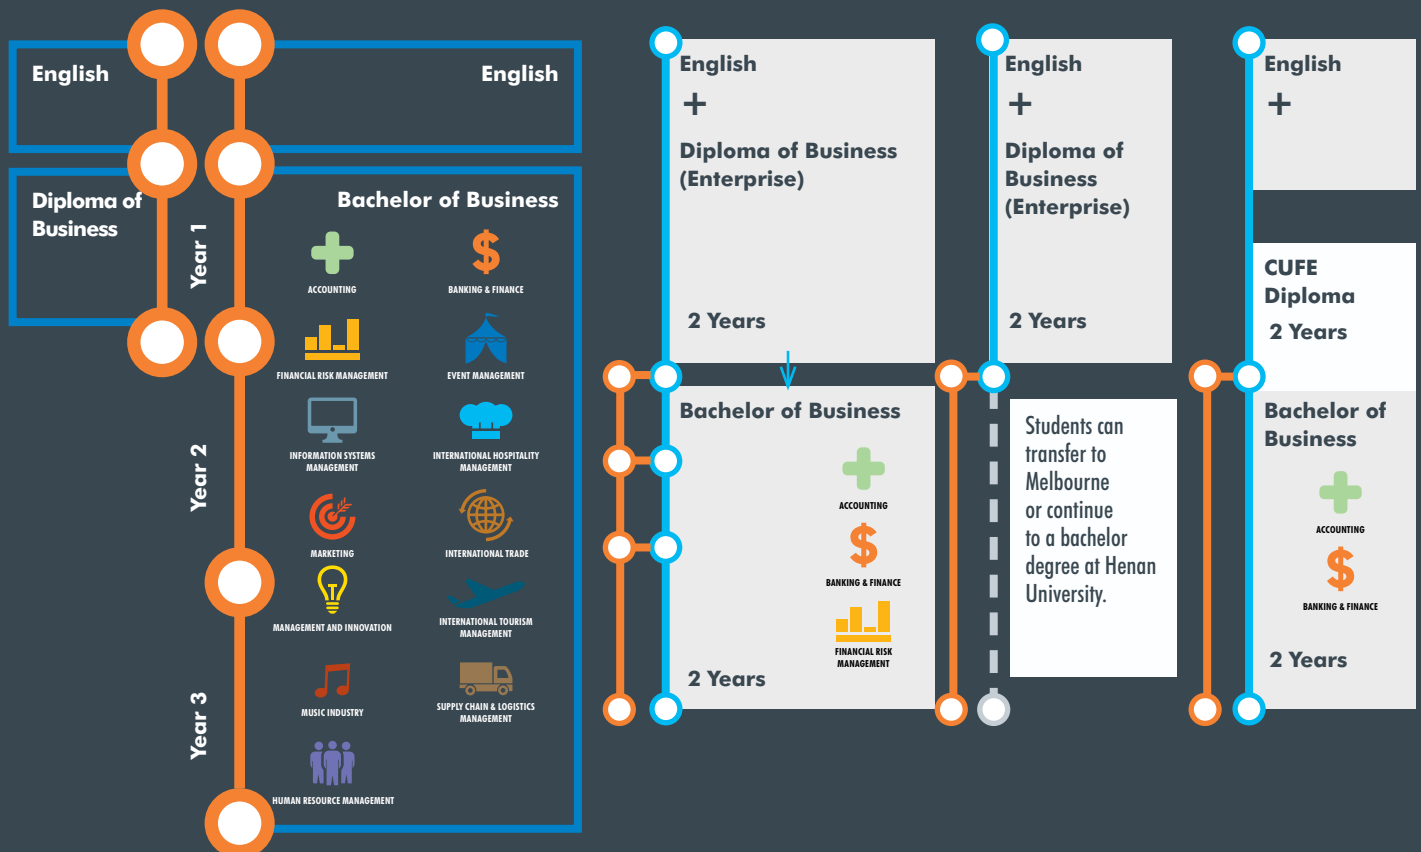 English
English
Diploma of
Business
Year 1
Year 2
Year 3
Bachelor of Business
ACCOUNTING
BANKING & FINANCE
FINANCIAL RISK MANAGEMENT
EVENT MANAGEMENT
INFORMATION SYSTEMS
MANAGEMENT
INTERNATIONAL HOSPITALITY
MANAGEMENT
MARKETING
INTERNATIONAL TRADE
MANAGEMENT AND INNOVATION
INTERNATIONAL TOURISM
MANAGEMENT
MUSIC INDUSTRY
SUPPLY CHAIN & LOGISTICS
MANAGEMENT
HUMAN RESOURCE MANAGEMENT
English
+
Diploma of Business
(Enterprise)
2 Years
Bachelor of Business
ACCOUNTING
BANKING & FINANCE
FINANCIAL RISK
MANAGEMENT
2 Years
English
+
Diploma of
Business
(Enterprise)
2 Years
Students can
transfer to
Melbourne
or continue
to a bachelor
degree at Henan
University.
English
+
CUFE
Diploma
2 Years
Bachelor of
Business
ACCOUNTING
BANKING & FINANCE
2 Years